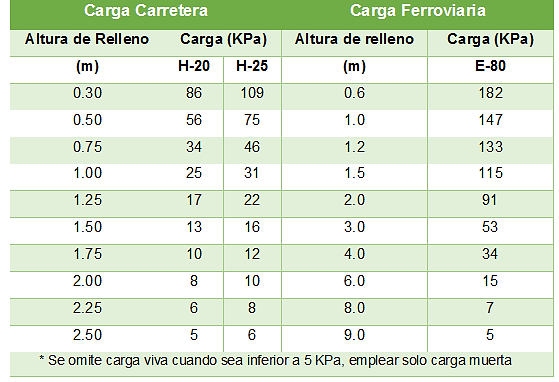 Carga Carretera Carga Ferroviaria
Altura de Relleno Carga (KPa) Altura de relleno Carga (KPa)
(m) H-20 H-25 (m) E-80
0.30 86 109 0.6 182
0.50 56 75 1.0 147
0.75 34 46 1.2 133
1.00 25 31 1.5 115
1.25 17 22 2.0 91
1.50 13 16 3.0 53
1.75 10 12 4.0 34
2.00 8 10 6.0 15
2.25 6 8 8.0 7
2.50 5 6 9.0 5
* Se omite carga viva cuando sea inferior a 5 KPa, emplear solo carga muerta